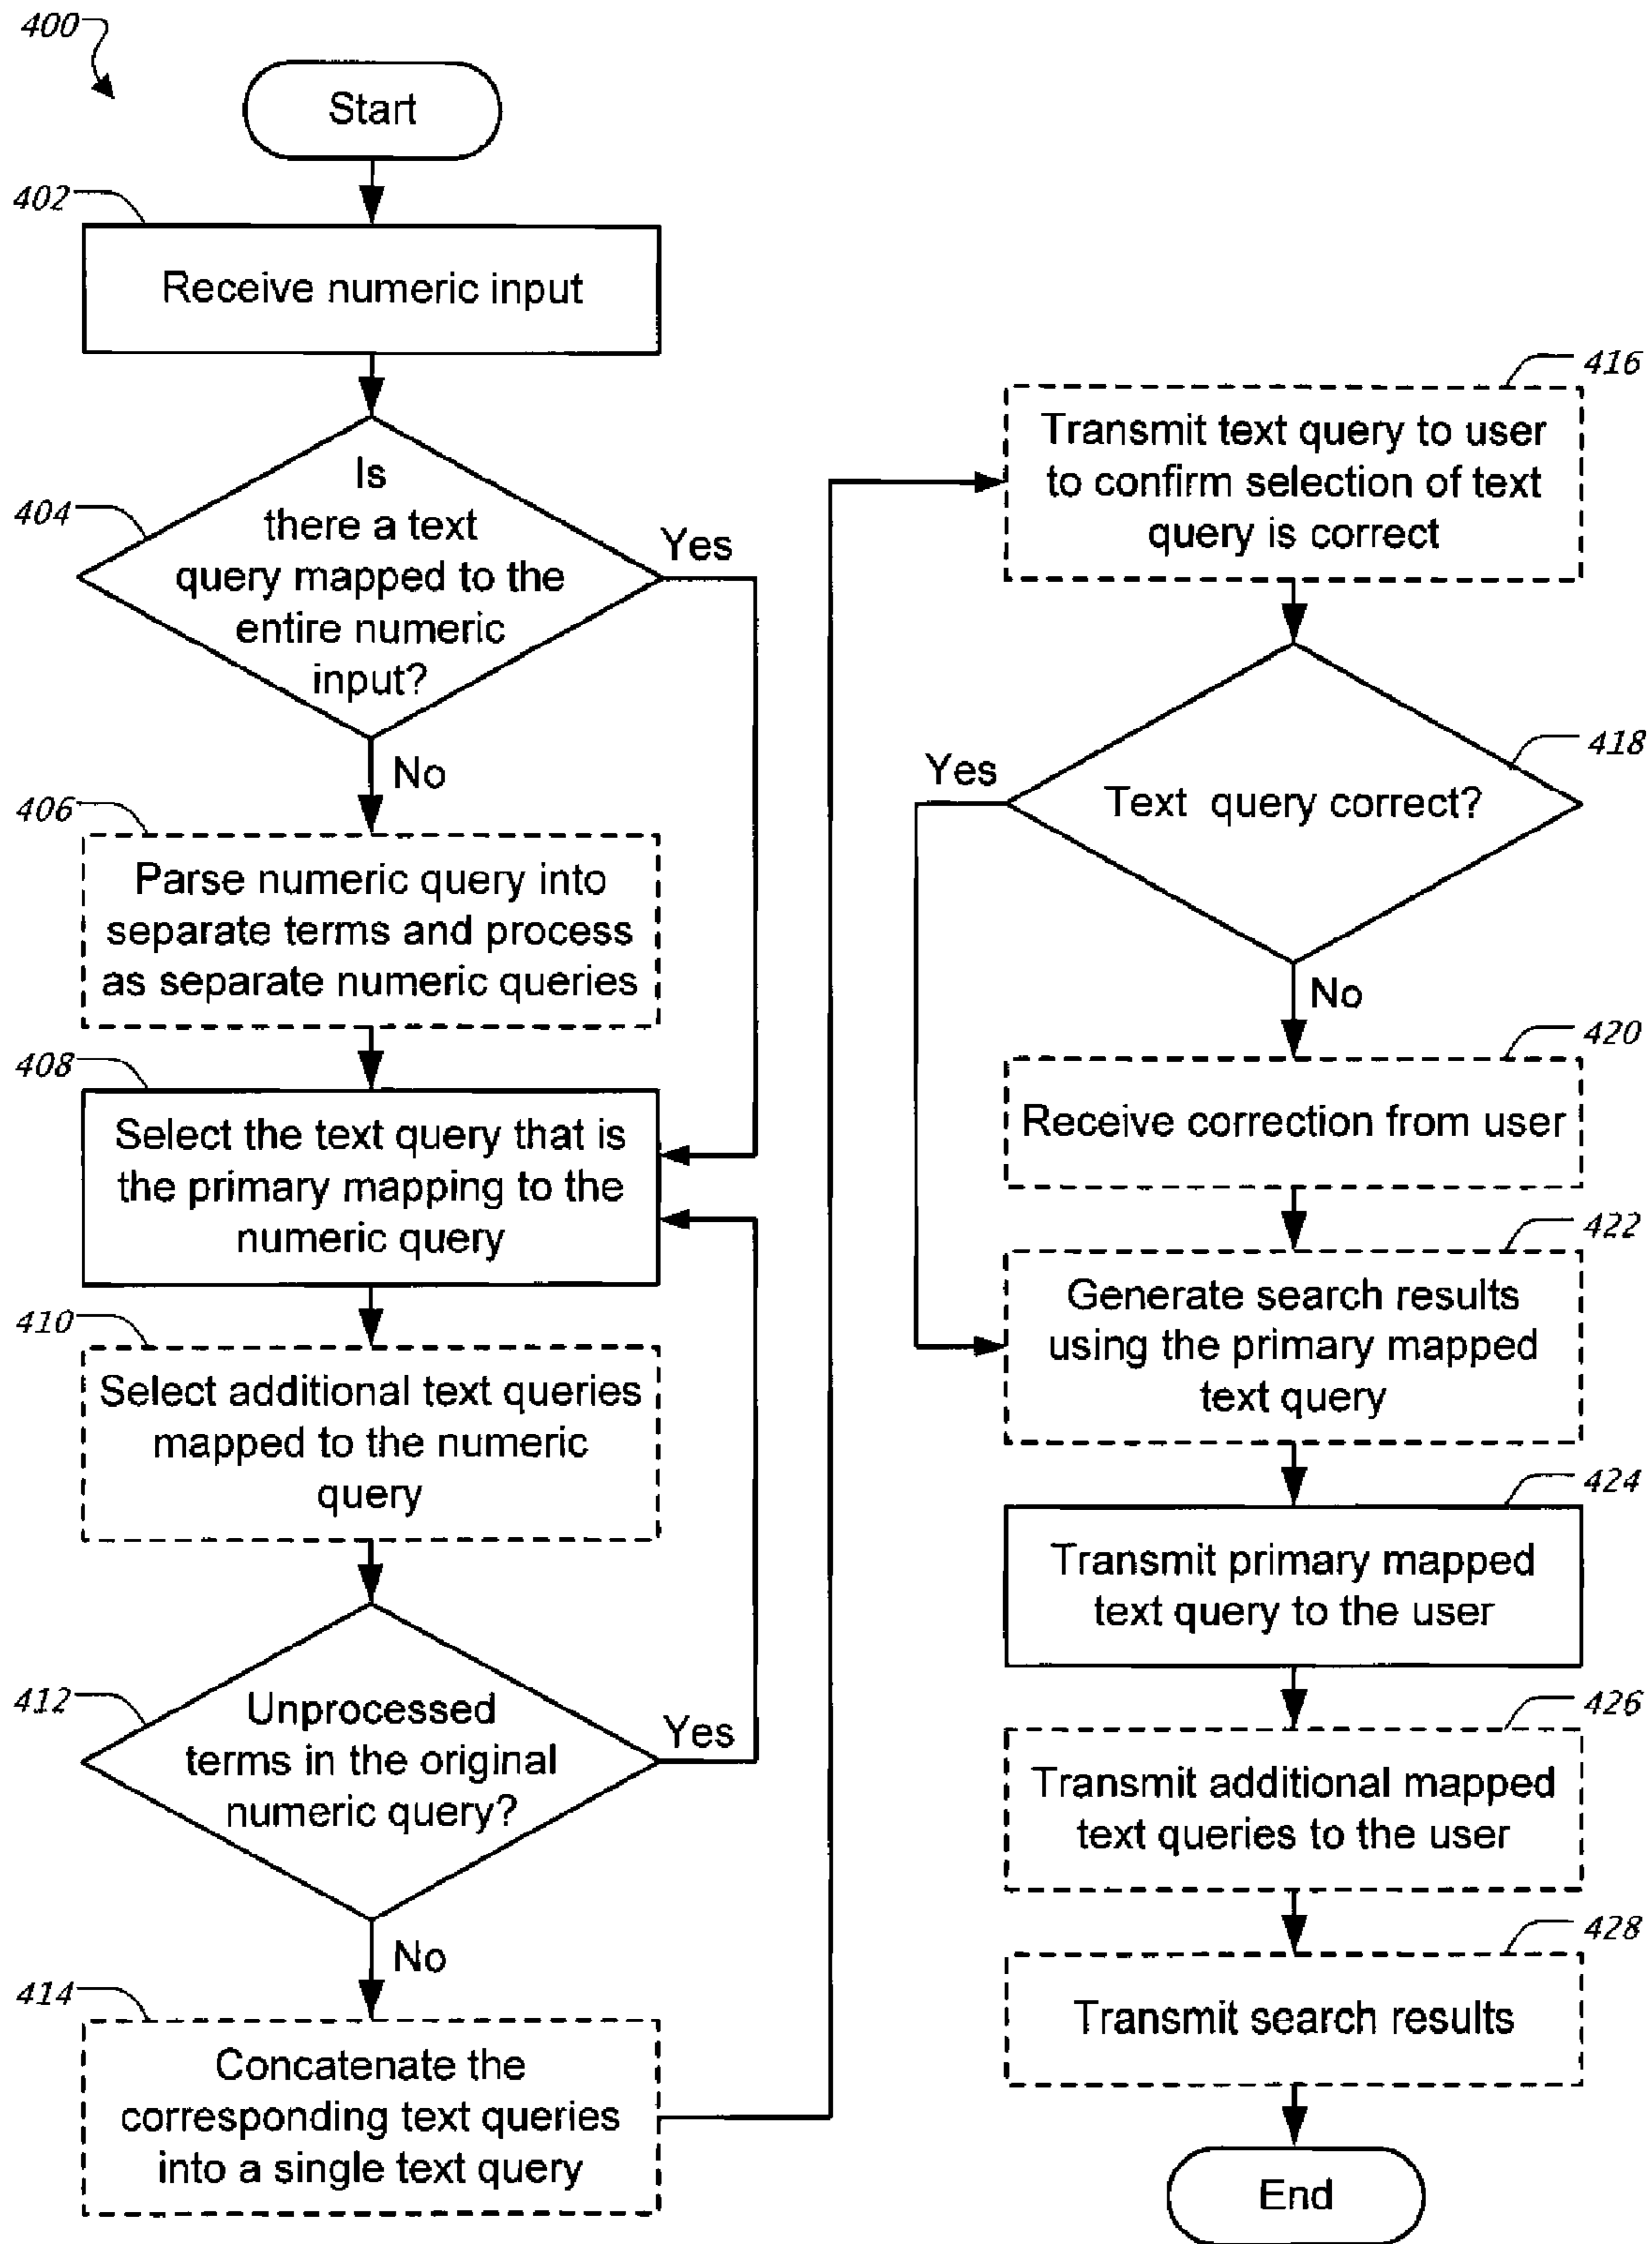 400
Start
402
Receive numeric input
404
Is
there a text
query mapped to the
entire numeric
input?
Yes
No
406
Parse numeric query into
separate terms and process
as separate numeric queries
408
Select the text query that is
the primary mapping to the
numeric query
410
Select additional text queries
mapped to the numeric
query
412
Unprocessed
terms in the original
numeric query?
Yes
No
414
Concatenate the
corresponding text queries
into a single text query
416
Transmit text query to user
to confirm selection of text
query is correct
418
Yes
Text query correct?
No
420
Receive correction from user
422
Generate search results
using the primary mapped
text query
424
Transmit primary mapped
text query to the user
426
Transmit additional mapped
text queries to the user
428
Transmit search results
End